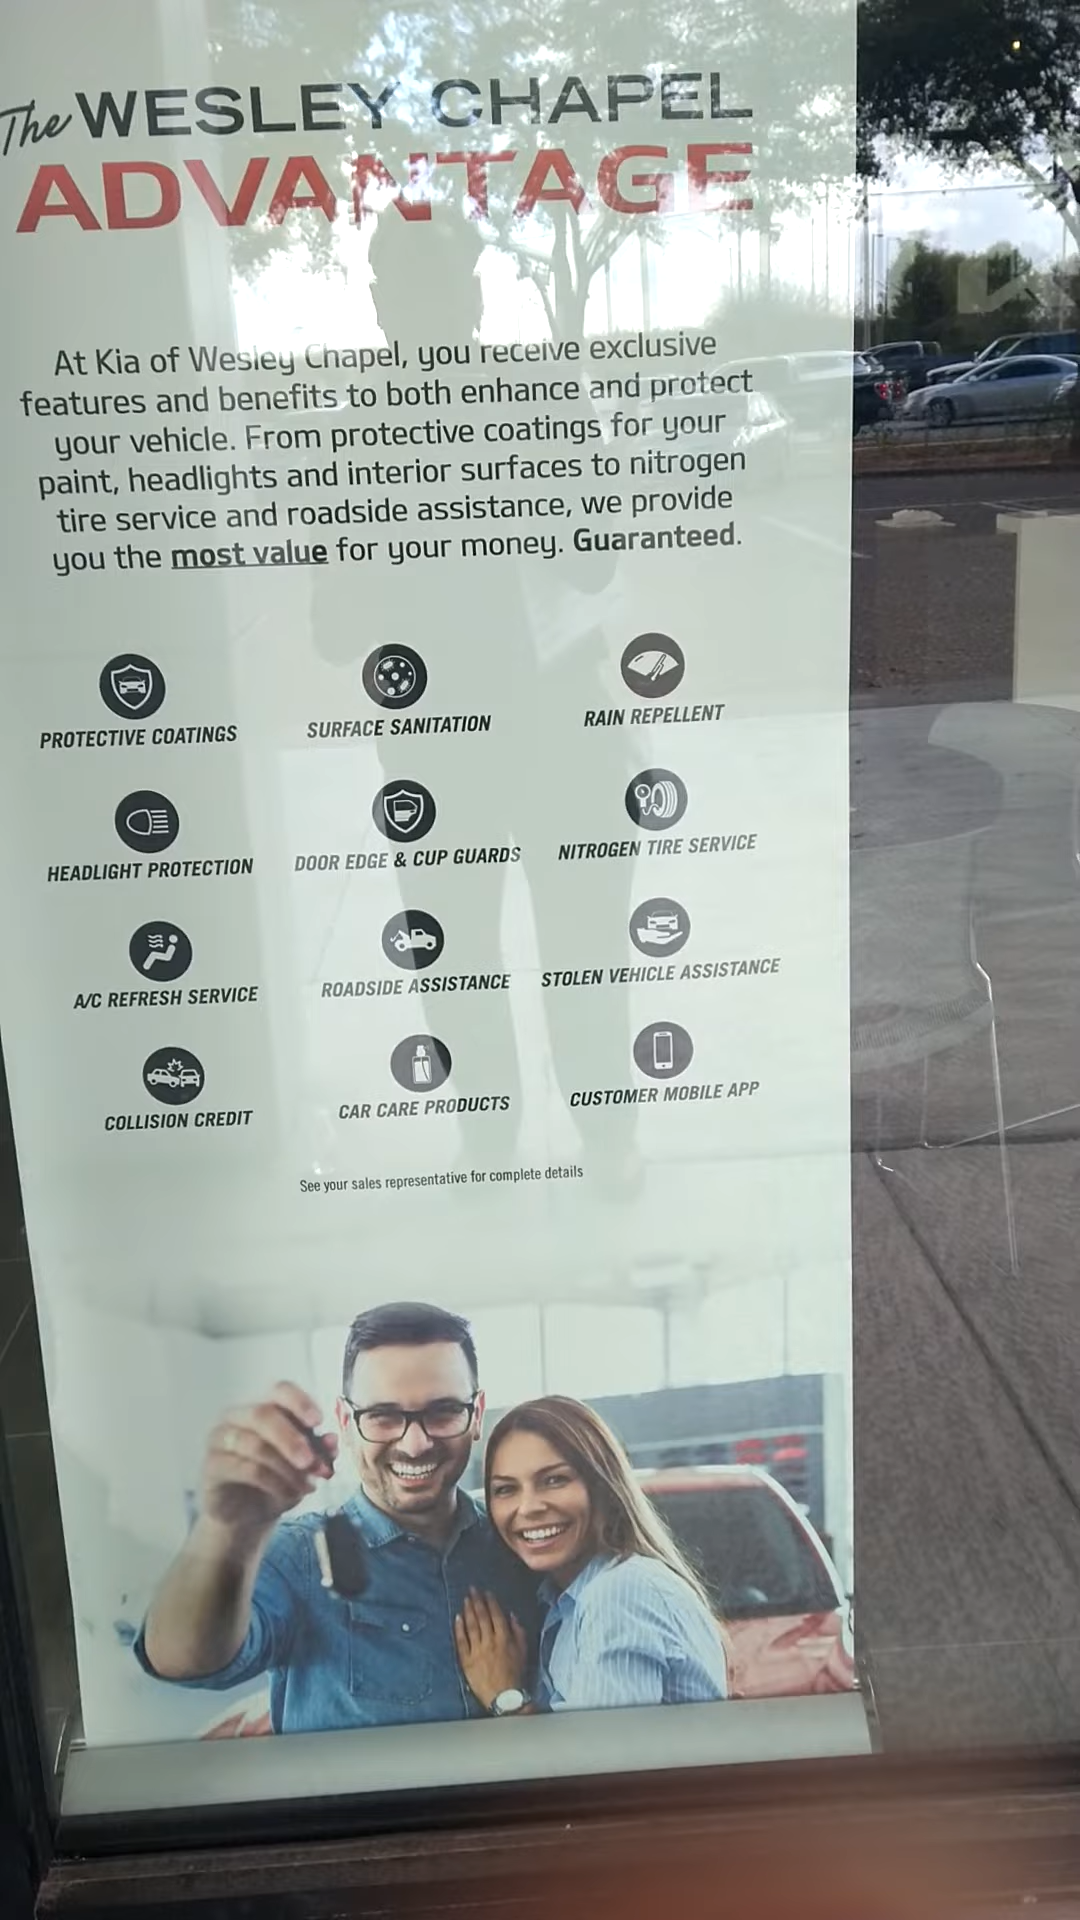 The WESLEY CHAPEL
ADVANTAGE
At Kia of Wesley Chapel, you receive exclusive
features and benefits to both enhance and protect
your vehicle. From protective coatings for your
paint, headlights and interior surfaces to nitrogen
tire service and roadside assistance, we provide
you the most value for your money. Guaranteed.
PROTECTIVE COATINGS
SURFACE SANITATION
RAIN REPELLENT
HEADLIGHT PROTECTION
DOOR EDGE & CUP GUARDS
NITROGEN TIRE SERVICE
A/C REFRESH SERVICE
ROADSIDE ASSISTANCE
STOLEN VEHICLE ASSISTANCE
COLLISION CREDIT
CAR CARE PRODUCTS
CUSTOMER MOBILE APP
See your sales representative for complete details